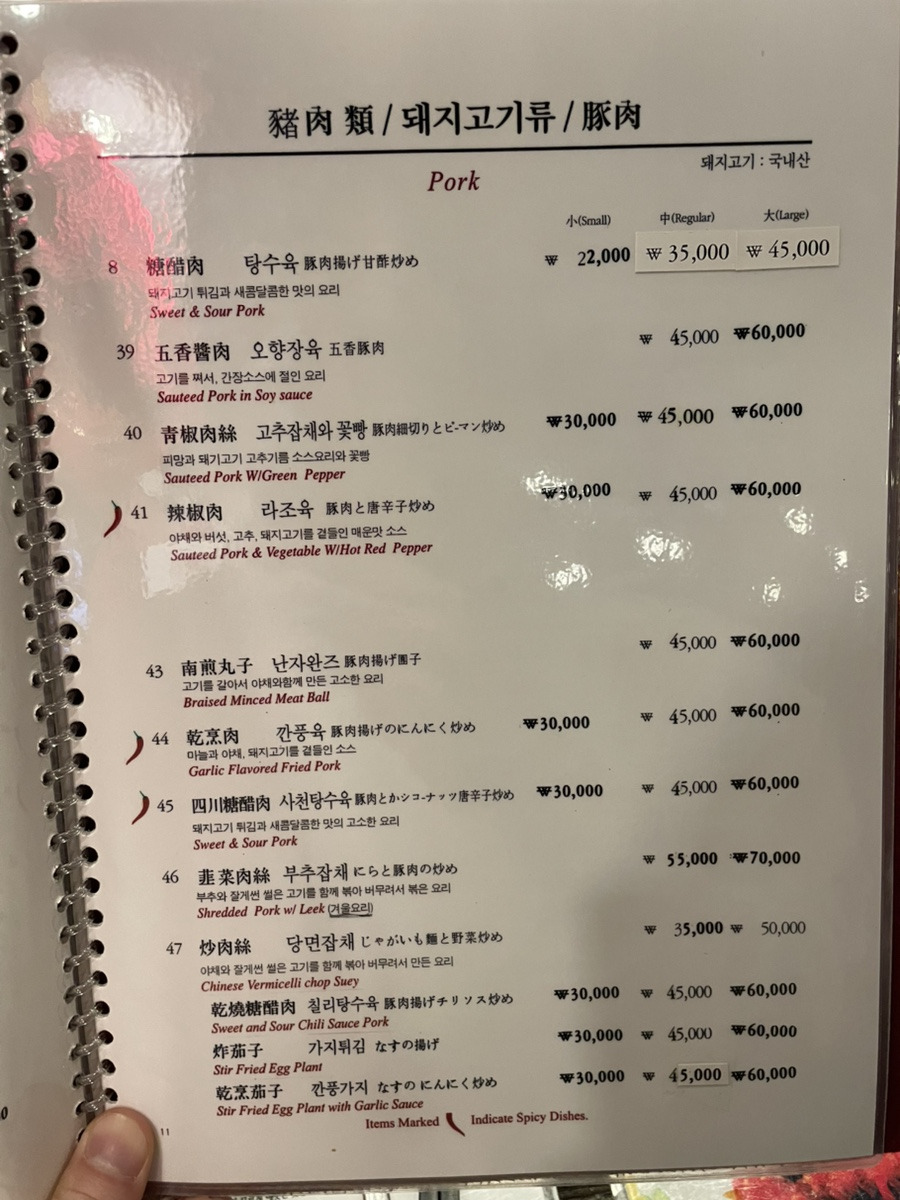 豬肉 類 / 돼지고기류 / 豚肉
돼지고기 : 국내산
Pork
小(Small) 中(Regular) 大(Large)
8 糖醋肉 탕수육 豚肉揚げ甘酢炒め ₩ 22,000 ₩ 35,000 ₩ 45,000
돼지고기 튀김과 새콤달콤한 맛의 요리
Sweet & Sour Pork
39 五香醬肉 오향장육 五香豚肉 ₩ 45,000 ₩60,000
고기를 쪄서, 간장소스에 절인 요리
Sauteed Pork in Soy sauce
40 靑椒肉絲 고추잡채와 꽃빵 豚肉細切りとピ-マン炒め ₩30,000 ₩ 45,000 ₩60,000
피망과 돼기고기 고추기름 소스요리와 꽃빵
Sauteed Pork W/Green Pepper
41 辣椒肉 라조육 豚肉と唐辛子炒め ₩30,000 ₩ 45,000 ₩60,000
야채와 버섯, 고추, 돼지고기를 곁들인 매운맛 소스
Sauteed Pork & Vegetable W/Hot Red Pepper
43 南煎丸子 난자완즈 豚肉揚げ團子 ₩ 45,000 ₩60,000
고기를 갈아서 야채와함께 만든 고소한 요리
Braised Minced Meat Ball
44 乾烹肉 깐풍육 豚肉揚げのにんにく炒め ₩30,000 ₩ 45,000 ₩60,000
마늘과 야채, 돼지고기를 곁들인 소스
Garlic Flavored Fried Pork
45 四川糖醋肉 사천탕수육 豚肉とかシコ-ナッツ唐辛子炒め ₩30,000 ₩ 45,000 ₩60,000
돼지고기 튀김과 새콤달콤한 맛의 고소한 요리
Sweet & Sour Pork
46 韭菜肉絲 부추잡채 にらと豚肉の炒め ₩ 55,000 ₩70,000
부추와 잘게썬 썰은 고기를 함께 볶아 버무려서 볶은 요리
Shredded Pork w/ Leek (겨울요리)
47 炒肉絲 당면잡채 じゃがいも麵と野菜炒め ₩ 35,000 ₩ 50,000
야채와 잘게썬 썰은 고기를 함께 볶아 버무려서 만든 요리
Chinese Vermicelli chop Suey
乾燒糖醋肉 칠리탕수육 豚肉揚げチリソス炒め ₩30,000 ₩ 45,000 ₩60,000
Sweet and Sour Chili Sauce Pork
炸茄子 가지튀김 なすの揚げ ₩30,000 ₩ 45,000 ₩60,000
Stir Fried Egg Plant
乾烹茄子 깐풍가지 なすの にんにく炒め ₩30,000 ₩ 45,000 ₩60,000
Stir Fried Egg Plant with Garlic Sauce
Items Marked Indicate Spicy Dishes.
11